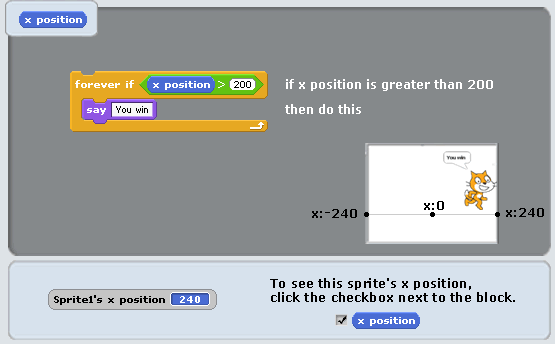 x position
forever if x position > 200
say You win
if x position is greater than 200
then do this
You win
x:-240
x:0
x:240
Sprite1's x position 240
To see this sprite's x position,
click the checkbox next to the block.
x position